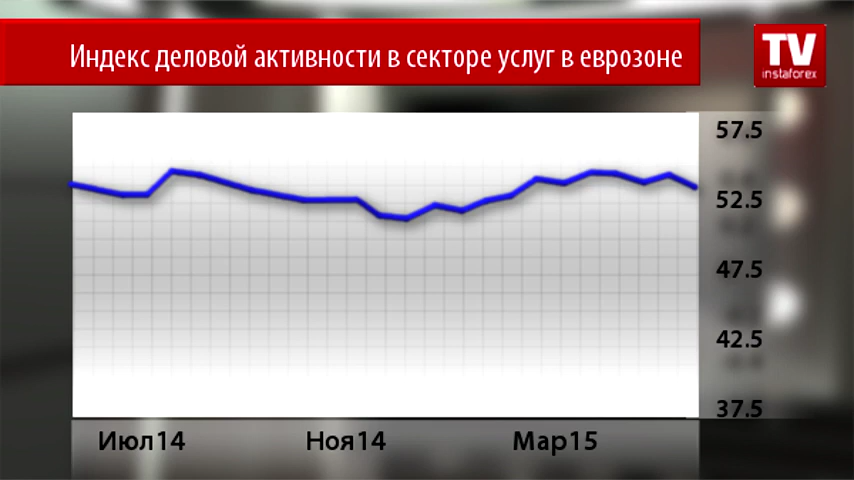 Индекс деловой активности в секторе услуг в еврозоне
TV
instaforex
57.5
52.5
47.5
42.5
37.5
Июл14
Ноя14
Мар15